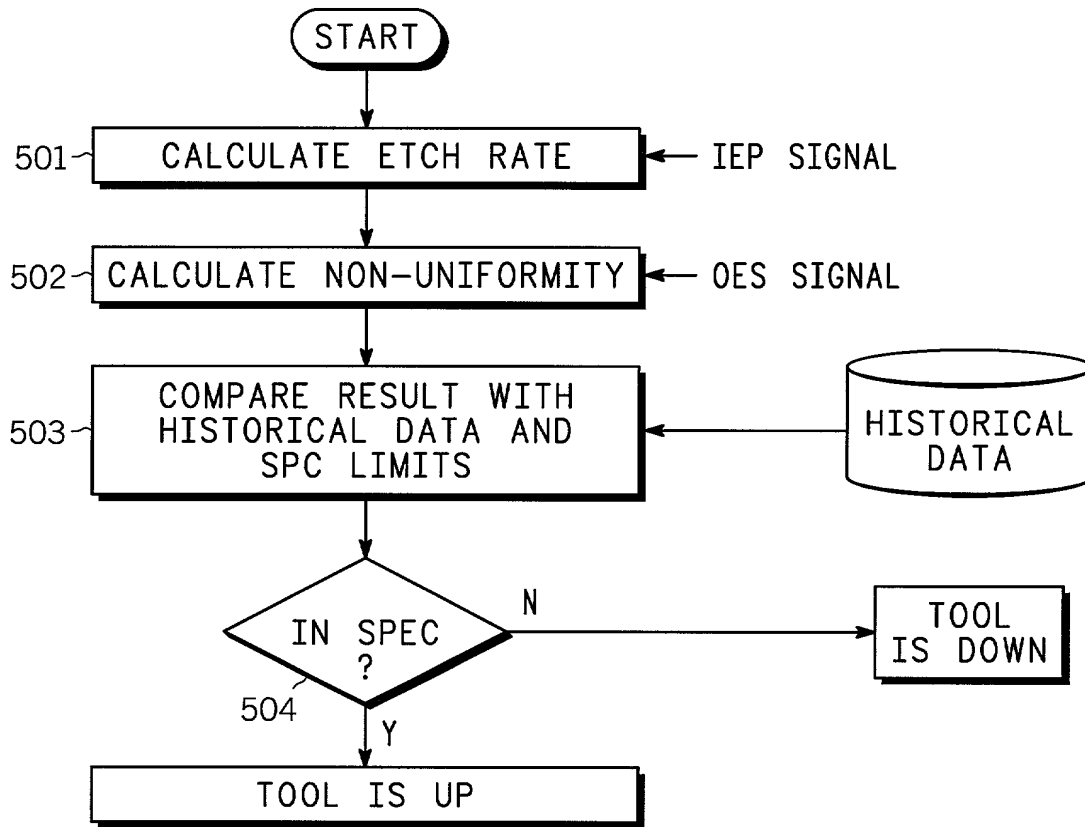 START
501
CALCULATE ETCH RATE
IEP SIGNAL
502
CALCULATE NON-UNIFORMITY
OES SIGNAL
503
COMPARE RESULT WITH
HISTORICAL DATA AND
SPC LIMITS
HISTORICAL
DATA
IN SPEC
?
504
N
TOOL
IS DOWN
Y
TOOL IS UP